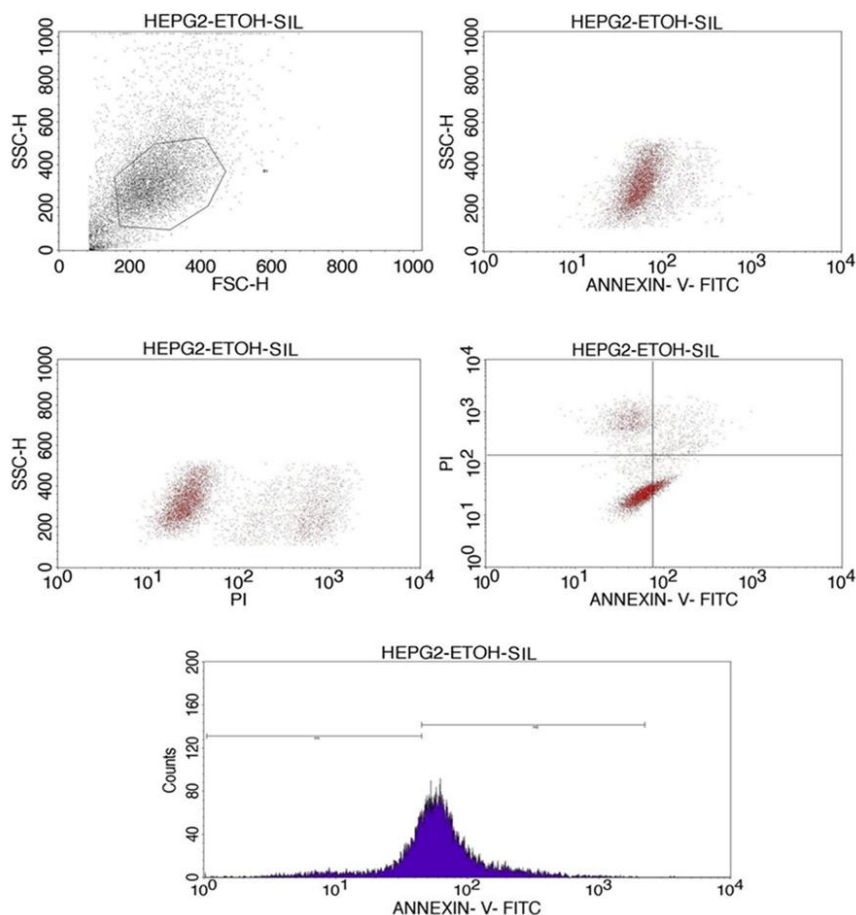 HEPG2-ETOH-SIL
1000
800
600
400
200
0
SSC-H
0 200 400 600 800 1000
FSC-H
HEPG2-ETOH-SIL
1000
800
600
400
200
0
SSC-H
10^0 10^1 10^2 10^3 10^4
ANNEXIN- V- FITC
HEPG2-ETOH-SIL
1000
800
600
400
200
0
SSC-H
10^0 10^1 10^2 10^3 10^4
PI
HEPG2-ETOH-SIL
10^4
10^3
10^2
10^1
10^0
PI
10^0 10^1 10^2 10^3 10^4
ANNEXIN- V- FITC
HEPG2-ETOH-SIL
200
160
120
80
40
0
Counts
10^0 10^1 10^2 10^3 10^4
ANNEXIN- V- FITC